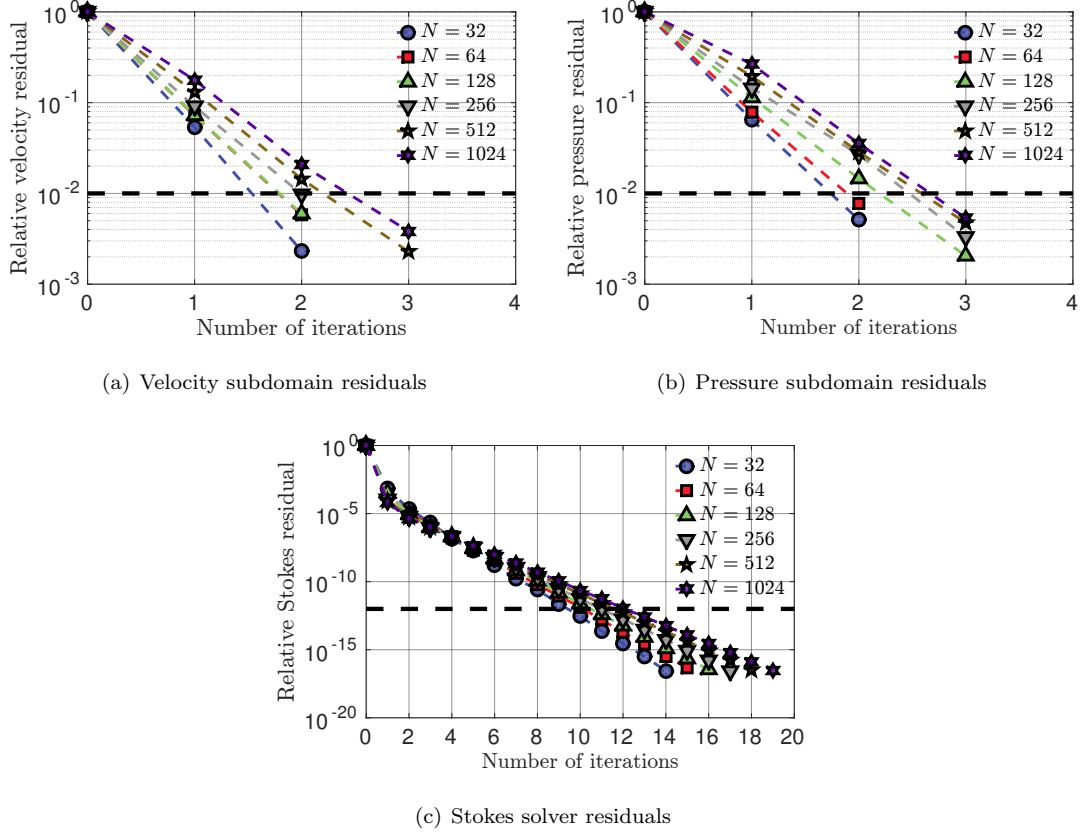 10^0
10^-1
10^-2
10^-3
0 1 2 3 4
Relative velocity residual
Number of iterations
N = 32
N = 64
N = 128
N = 256
N = 512
N = 1024
(a) Velocity subdomain residuals
10^0
10^-1
10^-2
10^-3
0 1 2 3 4
Relative pressure residual
Number of iterations
N = 32
N = 64
N = 128
N = 256
N = 512
N = 1024
(b) Pressure subdomain residuals
10^0
10^-5
10^-10
10^-15
10^-20
0 2 4 6 8 10 12 14 16 18 20
Relative Stokes residual
Number of iterations
N = 32
N = 64
N = 128
N = 256
N = 512
N = 1024
(c) Stokes solver residuals